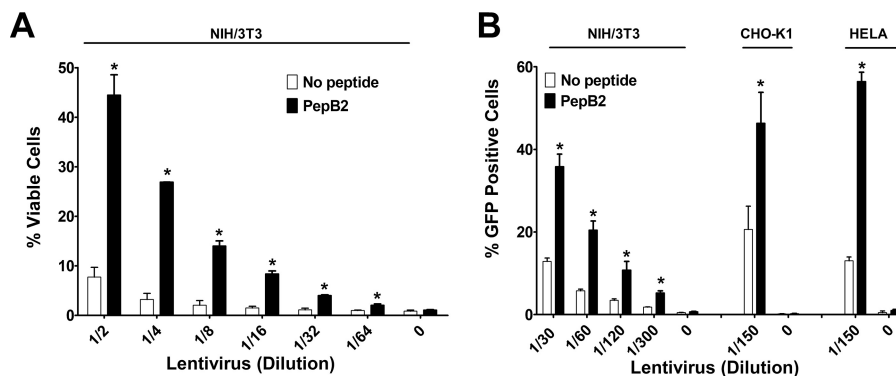 A
NIH/3T3
% Viable Cells
50
40
30
20
10
0
No peptide
PepB2
* * * * * *
1/2 1/4 1/8 1/16 1/32 1/64 0
Lentivirus (Dilution)
B
NIH/3T3 CHO-K1 HELA
% GFP Positive Cells
60
40
20
0
No peptide
PepB2
* * * * * *
1/30 1/60 1/120 1/300 0 1/150 0 1/150 0
Lentivirus (Dilution)